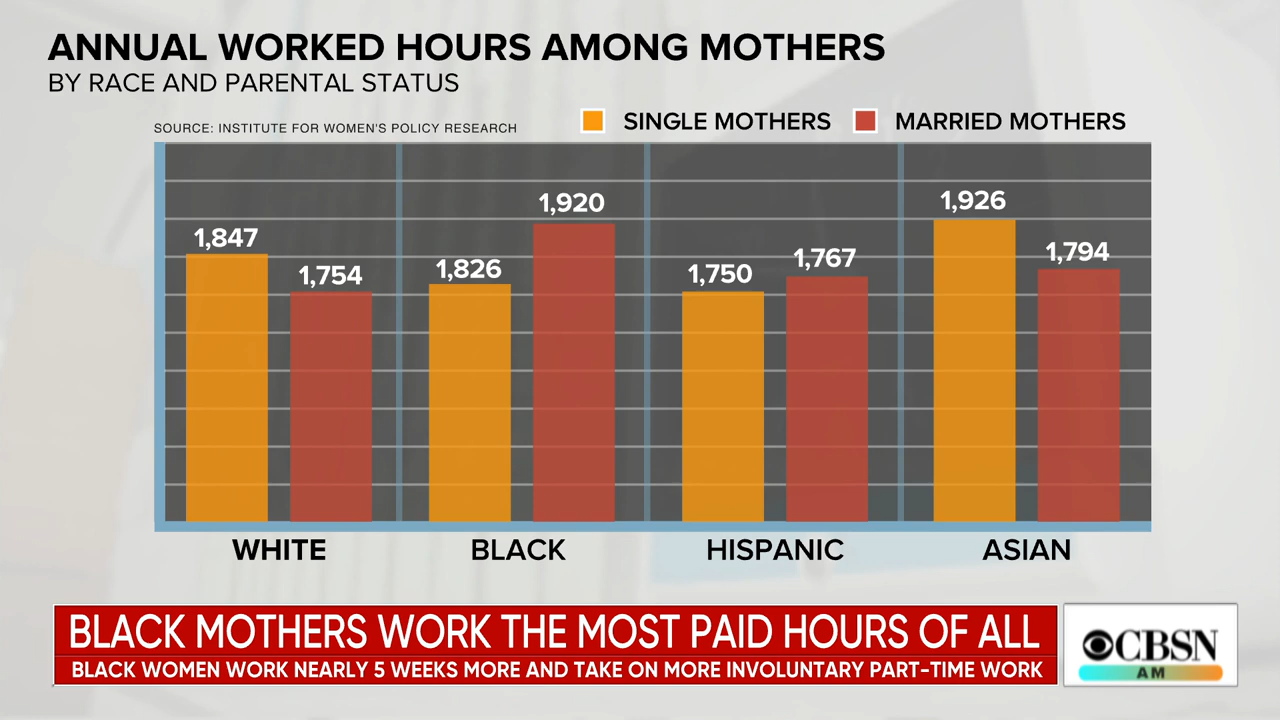 ANNUAL WORKED HOURS AMONG MOTHERS
BY RACE AND PARENTAL STATUS
SOURCE: INSTITUTE FOR WOMEN'S POLICY RESEARCH
SINGLE MOTHERS
MARRIED MOTHERS
1,847
1,754
1,826
1,920
1,750
1,767
1,926
1,794
WHITE
BLACK
HISPANIC
ASIAN
BLACK MOTHERS WORK THE MOST PAID HOURS OF ALL
BLACK WOMEN WORK NEARLY 5 WEEKS MORE AND TAKE ON MORE INVOLUNTARY PART-TIME WORK
CBSN
AM